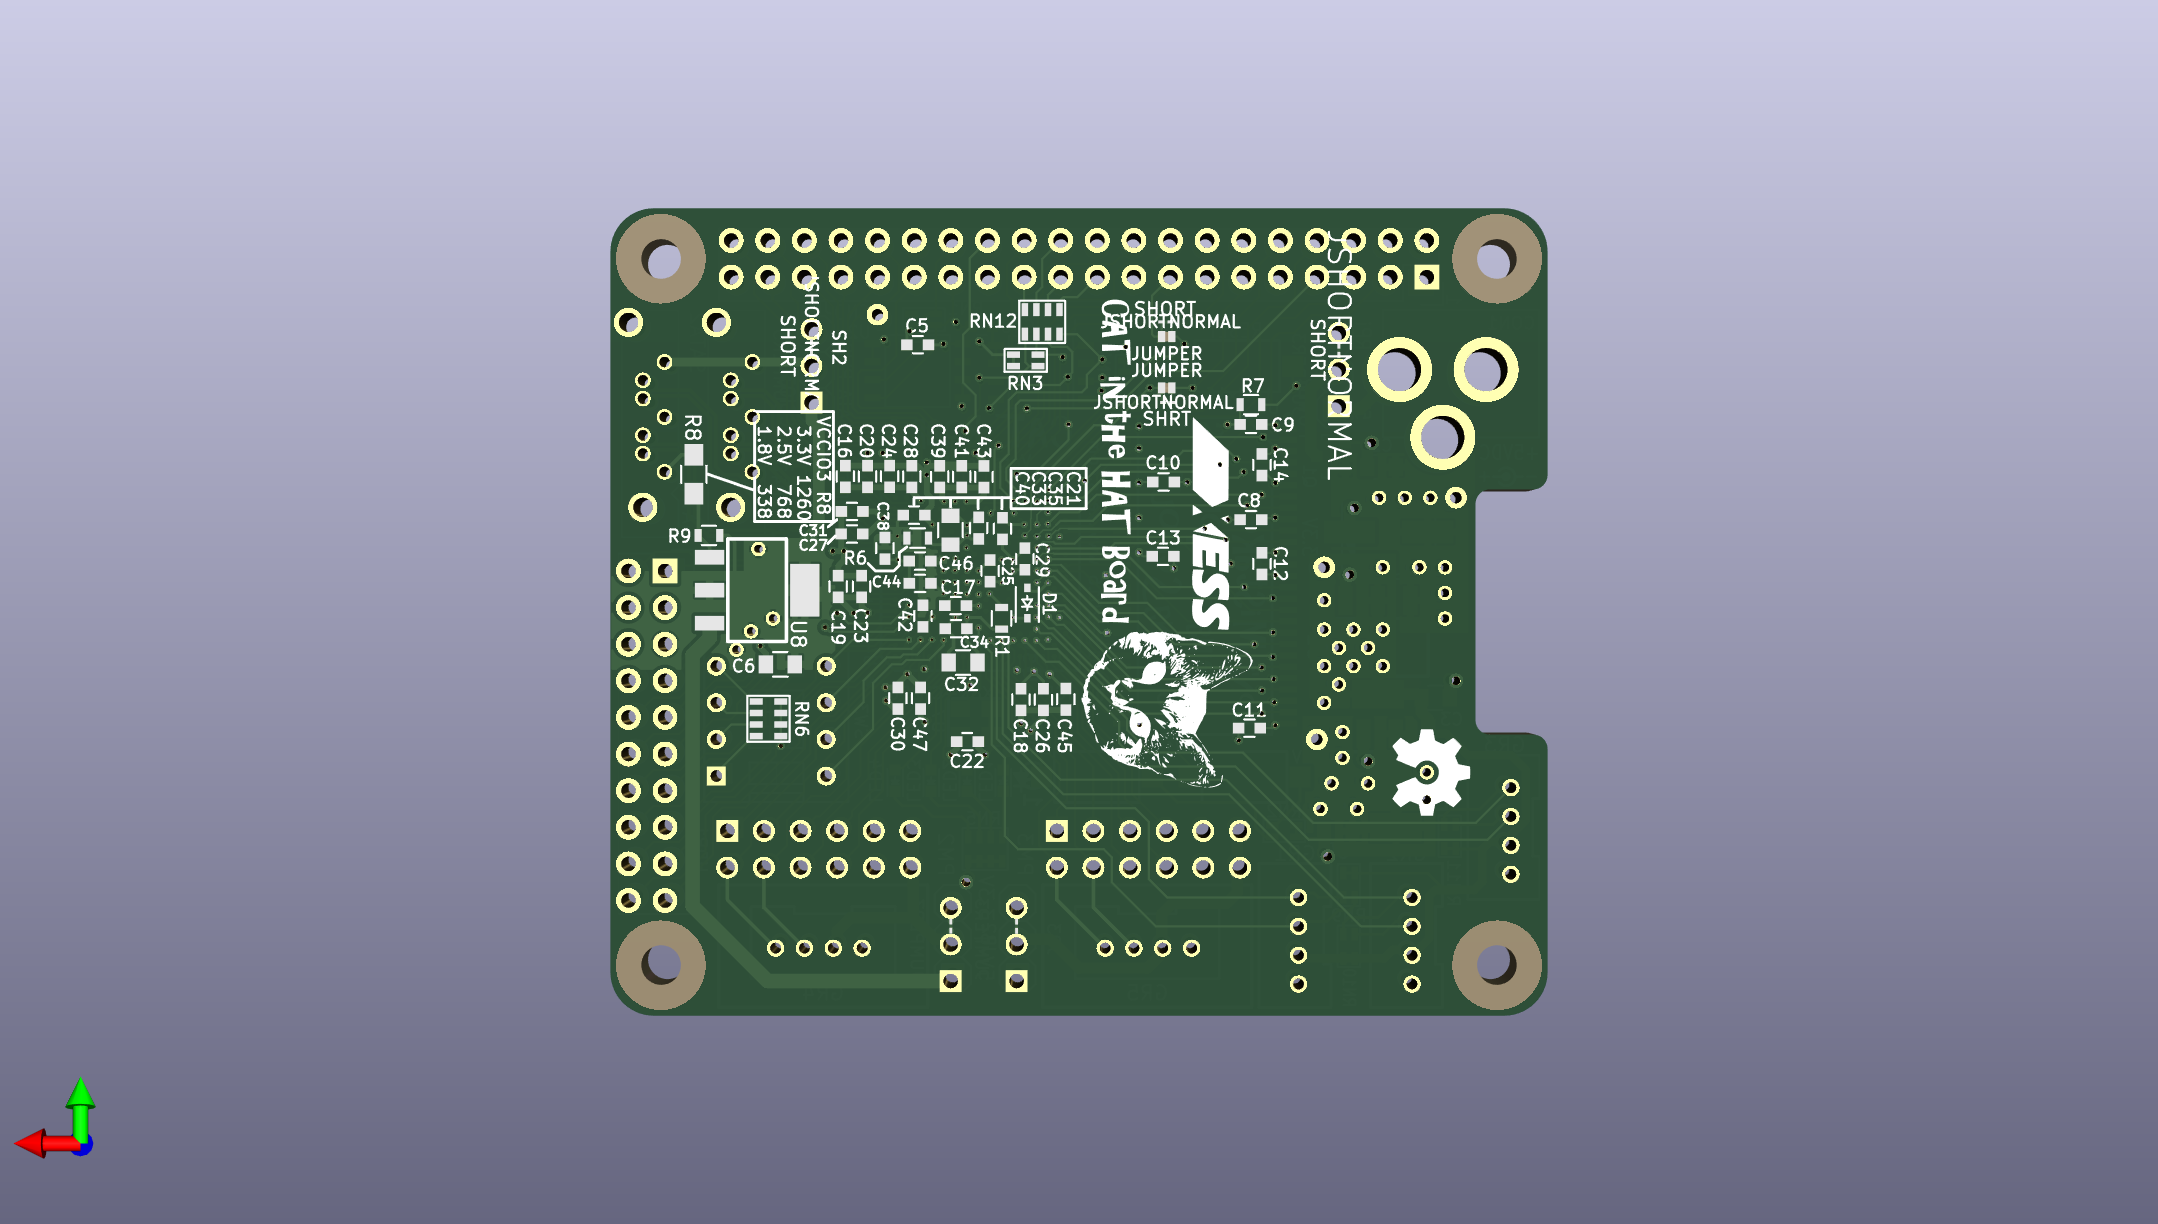 C5
RN12
RN3
SHORT
JSHORTNORMAL
JUMPER
JUMPER
JSHORTNORMAL
SHRT
SHORT
SH2
SHORT
JSHORTNORMAL
R7
C9
C14
C10
C8
C13
C12
C11
R8
R9
VCCIO3 R8
3.3V 1260
2.5V 768
1.8V 338
C16
C20
C24
C28
C39
C41
C43
C21
C35
C33
C40
C31
C27
C38
R6
C44
C46
C17
C25
C29
D1
C19
C23
C42
C34
R1
C32
U8
C6
RN6
C30
C47
C22
C18
C26
C45
CAT in the HAT Board
XESS